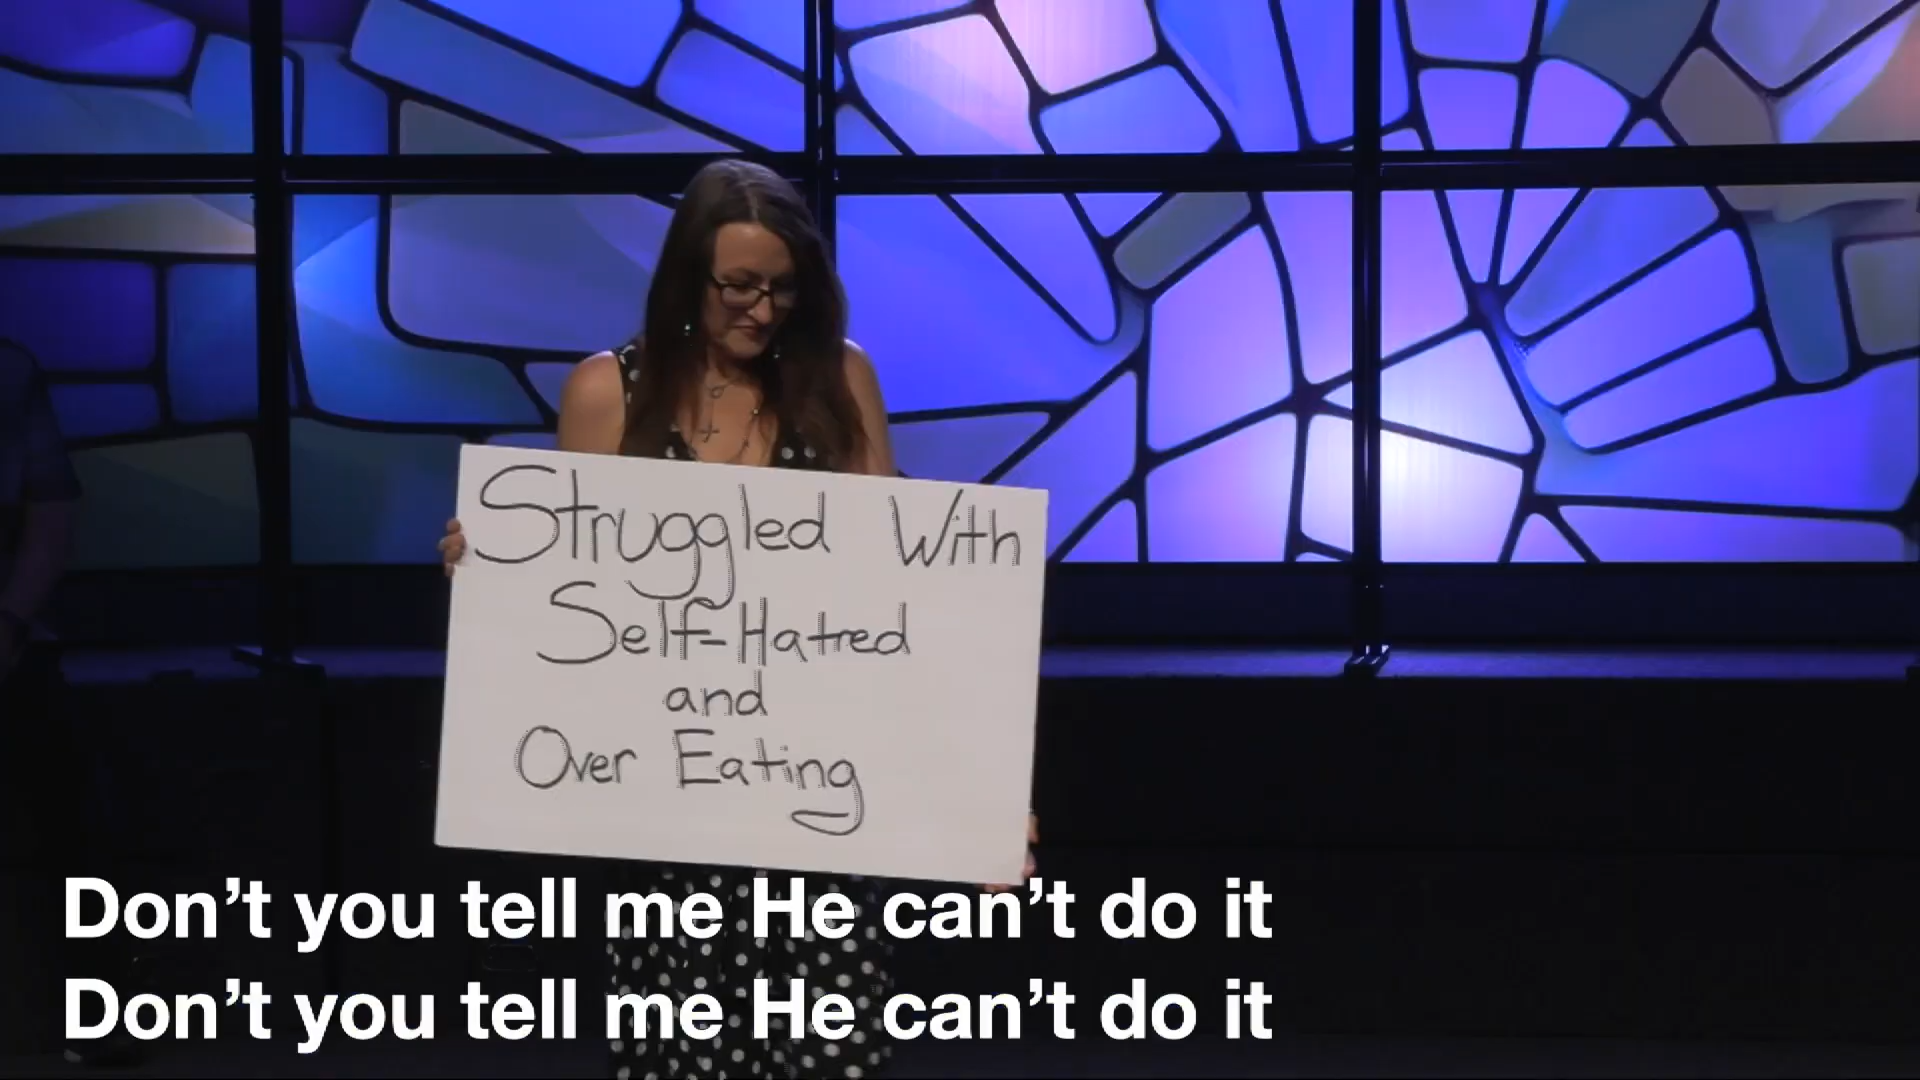 Struggled With
Self-Hatred
and
Over Eating
Don’t you tell me He can’t do it
Don’t you tell me He can’t do it